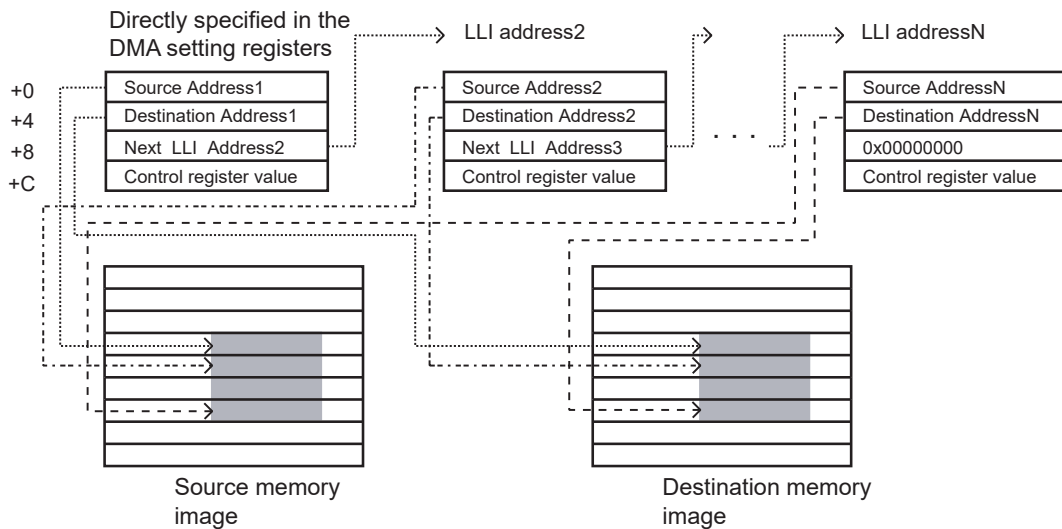 Directly specified in the
DMA setting registers
LLI address2
LLI addressN
+0
Source Address1
Source Address2
Source AddressN
+4
Destination Address1
Destination Address2
Destination AddressN
+8
Next LLI Address2
Next LLI Address3
. . .
0x00000000
+C
Control register value
Control register value
Control register value
Source memory
image
Destination memory
image